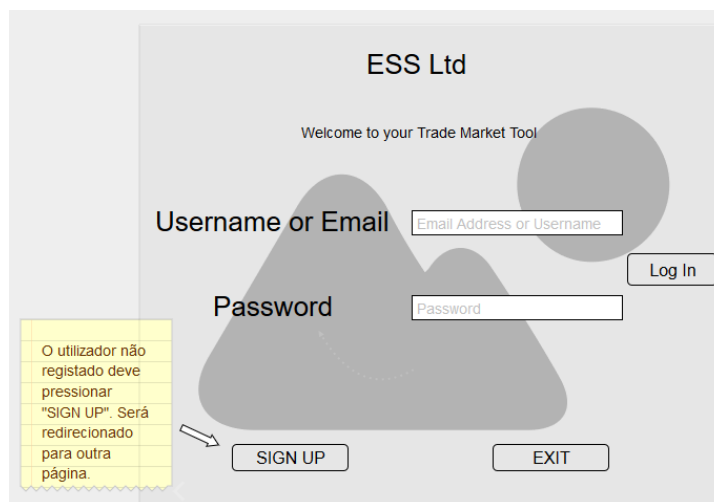 ESS Ltd
Welcome to your Trade Market Tool
Username or Email
Email Address or Username
Log In
Password
Password
O utilizador não
registado deve
pressionar
"SIGN UP". Será
redirecionado
para outra
página.
SIGN UP
EXIT